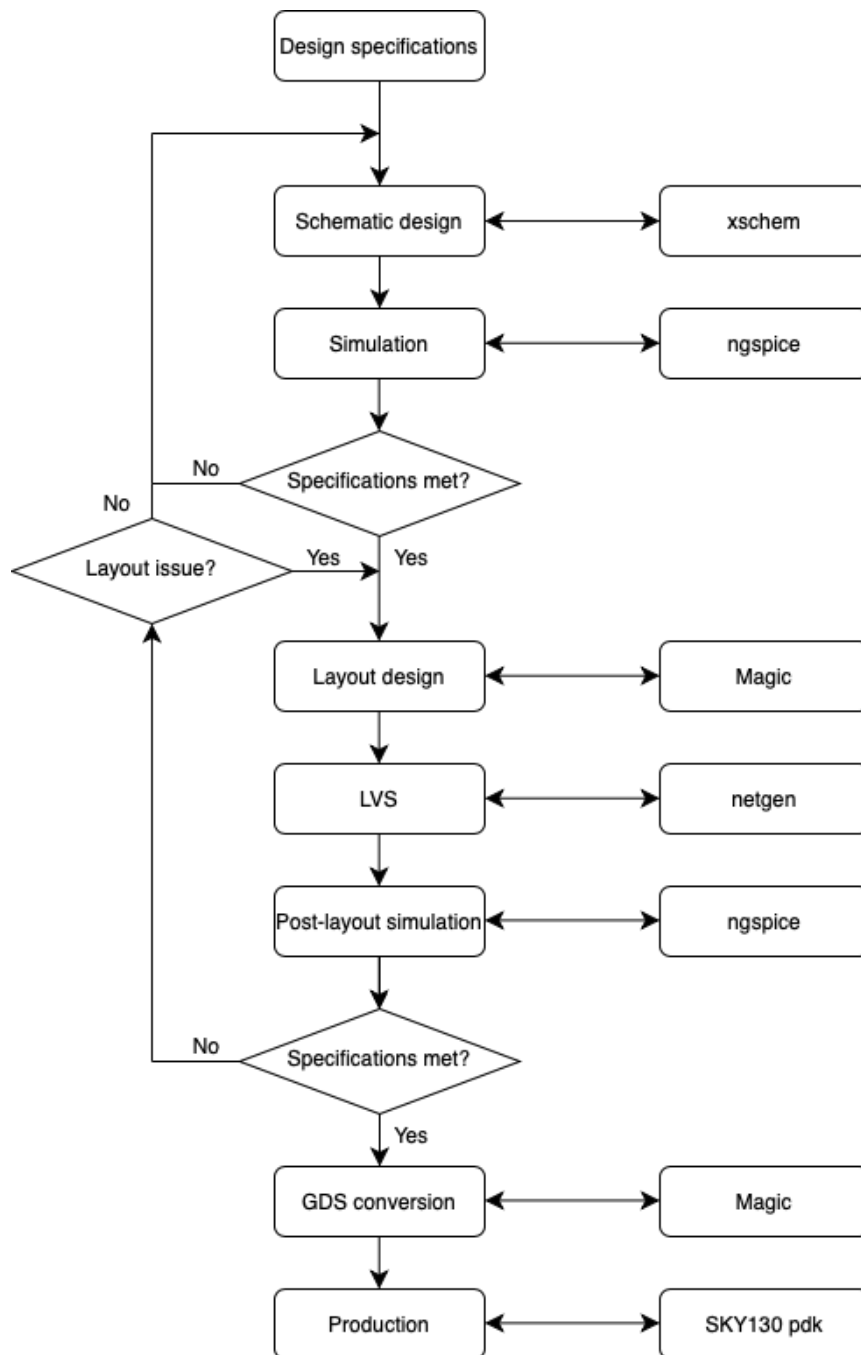 Design specifications
Schematic design
xschem
Simulation
ngspice
No
Specifications met?
No
Layout issue?
Yes
Yes
Layout design
Magic
LVS
netgen
Post-layout simulation
ngspice
No
Specifications met?
Yes
GDS conversion
Magic
Production
SKY130 pdk